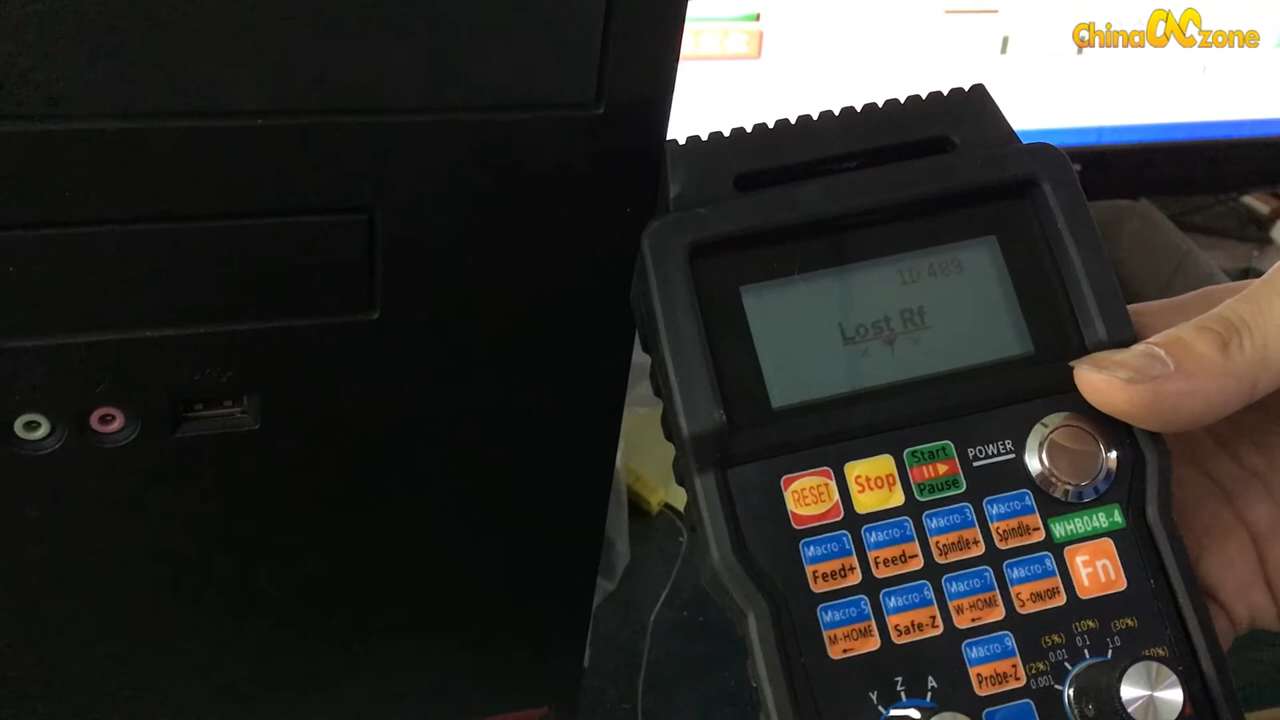 ChinaCNCzone
ID:489
Lost Rf
RESET
Stop
Start
Pause
POWER
Macro-1
Feed+
Macro-2
Feed−
Macro-3
Spindle+
Macro-4
Spindle−
WHB04B-4
Macro-5
M-HOME
Macro-6
Safe-Z
Macro-7
W-HOME
Macro-8
S-ON/OFF
Fn
Macro-9
Probe-Z
Y Z A
(2%) (5%) (10%) (30%) (60%)
0.001 0.01 0.1 1.0